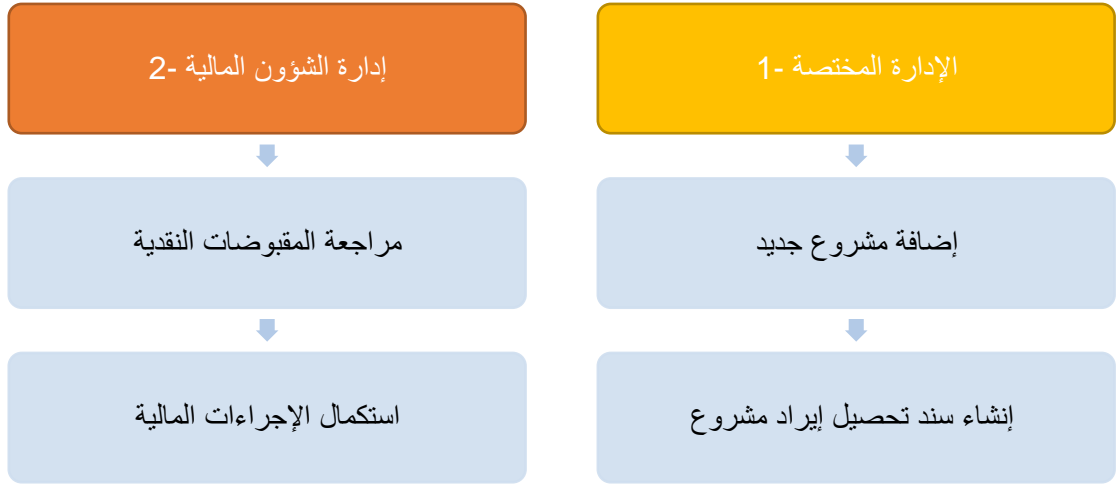 الإدارة المختصة -1
إضافة مشروع جديد
إنشاء سند تحصيل إيراد مشروع
إدارة الشؤون المالية -2
مراجعة المقبوضات النقدية
استكمال الإجراءات المالية